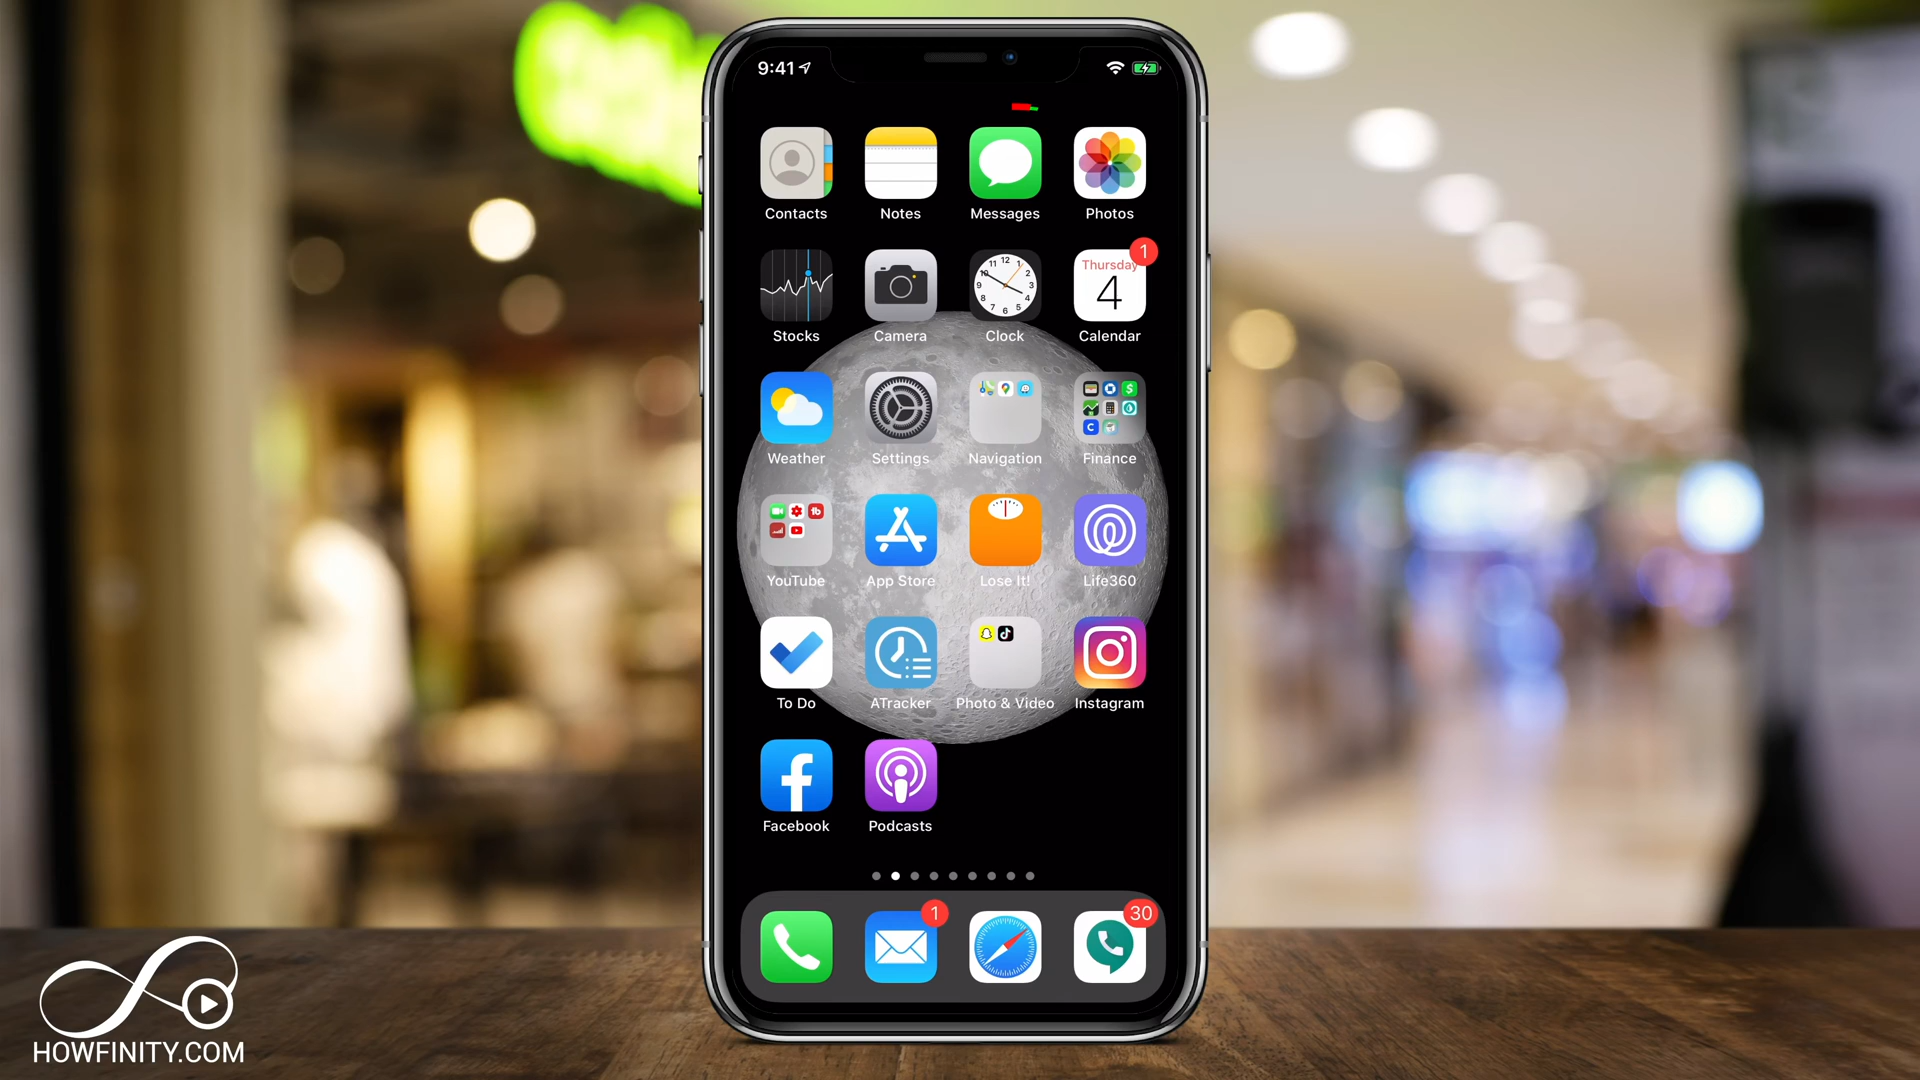 9:41
Contacts Notes Messages Photos
1
Thursday
4
Stocks Camera Clock Calendar
Weather Settings Navigation Finance
YouTube App Store Lose It! Life360
To Do ATracker Photo & Video Instagram
Facebook Podcasts
1 30
HOWFINITY.COM